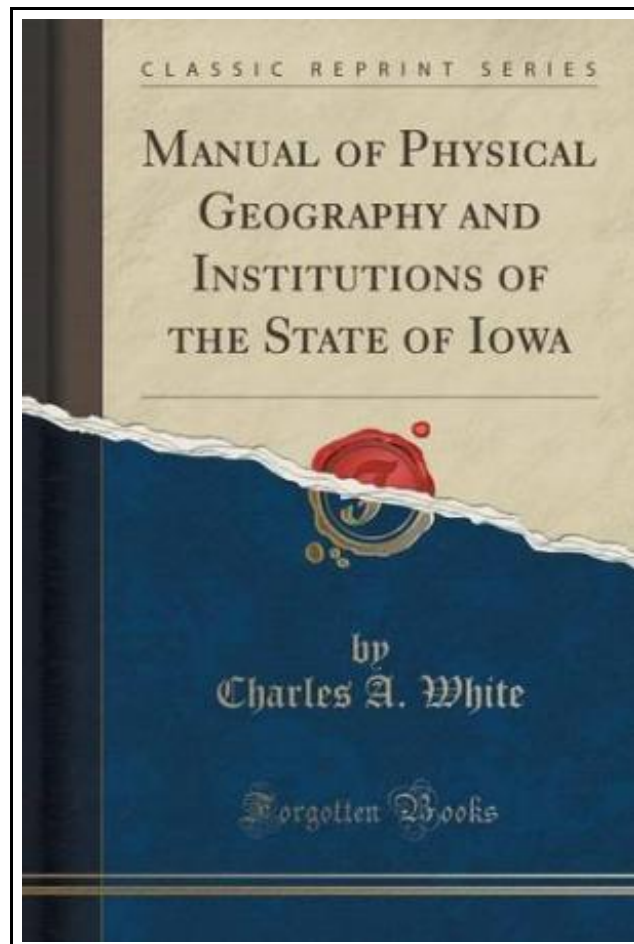 CLASSIC REPRINT SERIES
MANUAL OF PHYSICAL
GEOGRAPHY AND
INSTITUTIONS OF
THE STATE OF IOWA
by
Charles A. White
Forgotten Books